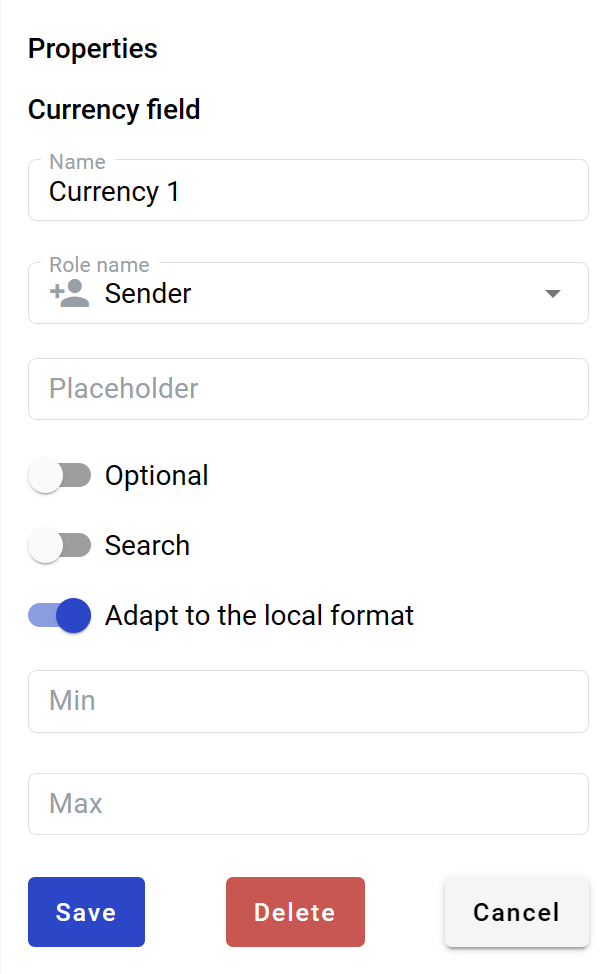 Properties
Currency field
Name
Currency 1
Role name
Sender
Placeholder
Optional
Search
Adapt to the local format
Min
Max
Save Delete Cancel